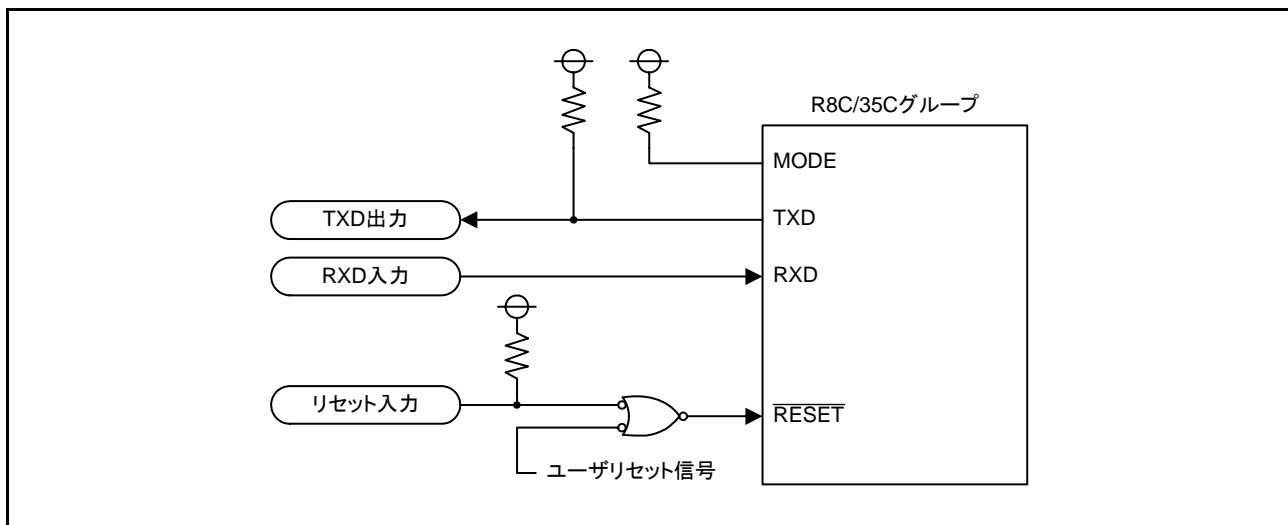 R8C/35Cグループ
MODE
TXD出力
TXD
RXD入力
RXD
リセット入力
RESET
ユーザリセット信号